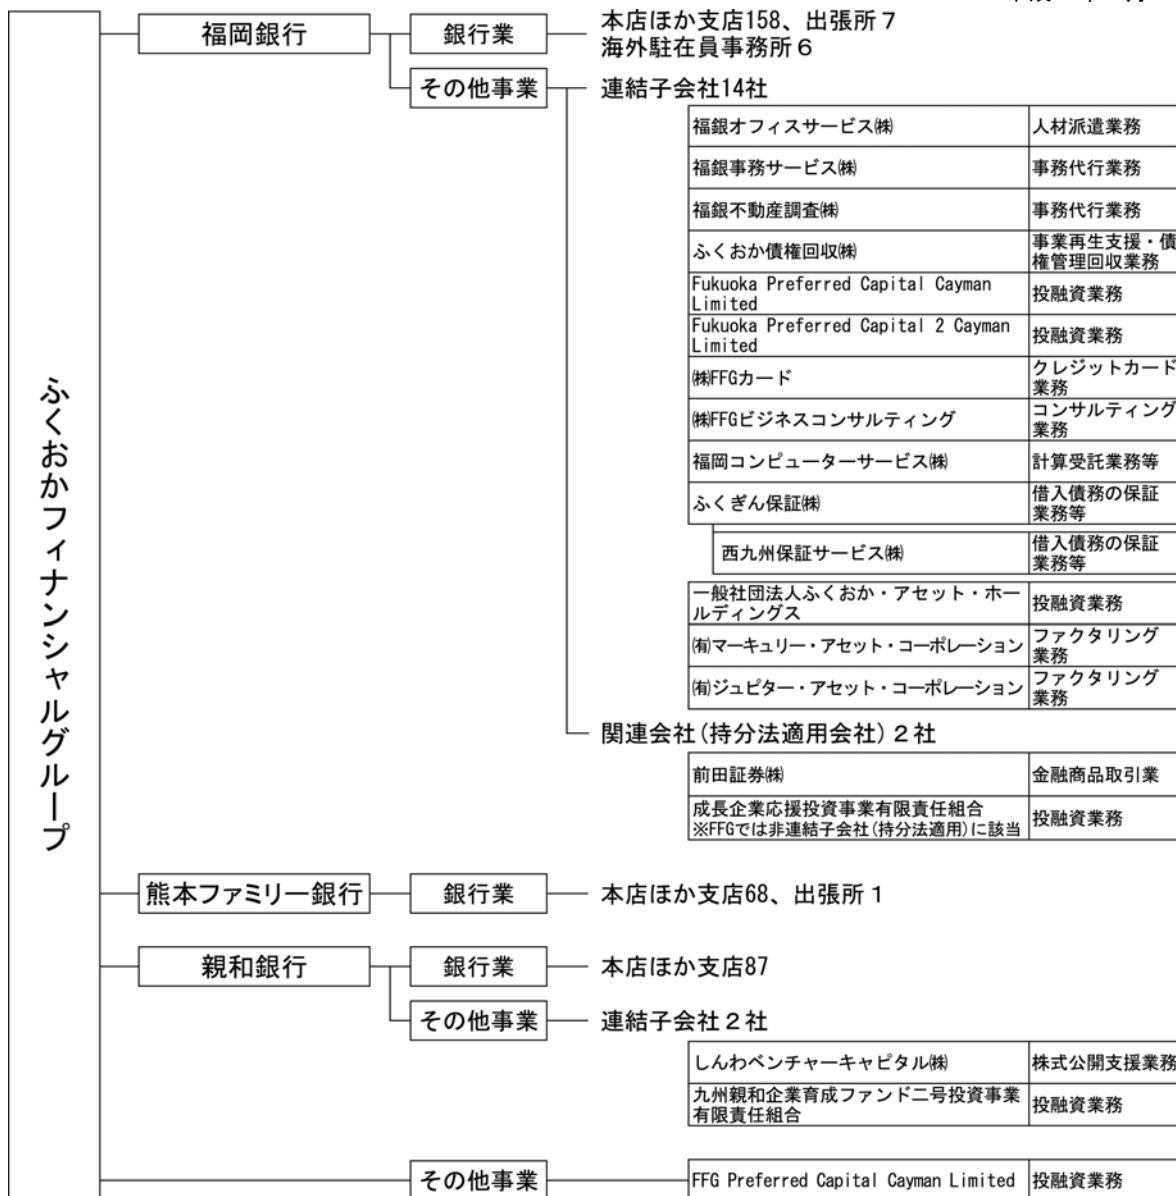 ふくおかフィナンシャルグループ
福岡銀行
銀行業
本店ほか支店158、出張所７
海外駐在員事務所６
その他事業
連結子会社14社
福銀オフィスサービス㈱
人材派遣業務
福銀事務サービス㈱
事務代行業務
福銀不動産調査㈱
事務代行業務
ふくおか債権回収㈱
事業再生支援・債
権管理回収業務
Fukuoka Preferred Capital Cayman
Limited
投融資業務
Fukuoka Preferred Capital 2 Cayman
Limited
投融資業務
㈱FFGカード
クレジットカード
業務
㈱FFGビジネスコンサルティング
コンサルティング
業務
福岡コンピューターサービス㈱
計算受託業務等
ふくぎん保証㈱
借入債務の保証
業務等
西九州保証サービス㈱
借入債務の保証
業務等
一般社団法人ふくおか・アセット・ホー
ルディングス
投融資業務
㈲マーキュリー・アセット・コーポレーション
ファクタリング
業務
㈲ジュピター・アセット・コーポレーション
ファクタリング
業務
関連会社(持分法適用会社)２社
前田証券㈱
金融商品取引業
成長企業応援投資事業有限責任組合
※FFGでは非連結子会社(持分法適用)に該当
投融資業務
熊本ファミリー銀行
銀行業
本店ほか支店68、出張所１
親和銀行
銀行業
本店ほか支店87
その他事業
連結子会社２社
しんわベンチャーキャピタル㈱
株式公開支援業務
九州親和企業育成ファンド二号投資事業
有限責任組合
投融資業務
その他事業
FFG Preferred Capital Cayman Limited
投融資業務